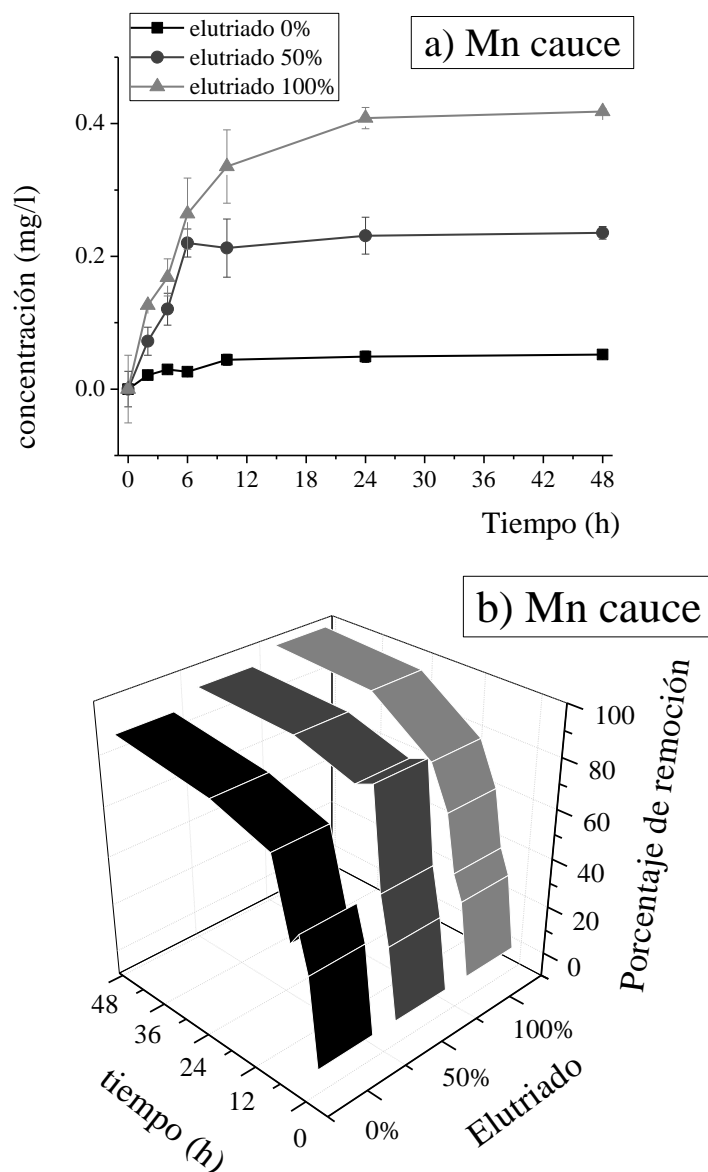 elutriado 0%
elutriado 50%
elutriado 100%
a) Mn cauce
0.4
0.2
0.0
concentración (mg/l)
0 6 12 18 24 30 36 42 48
Tiempo (h)
b) Mn cauce
100
80
60
40
20
0
Porcentaje de remoción
48
36
24
12
0
tiempo (h)
0%
50%
100%
Elutriado